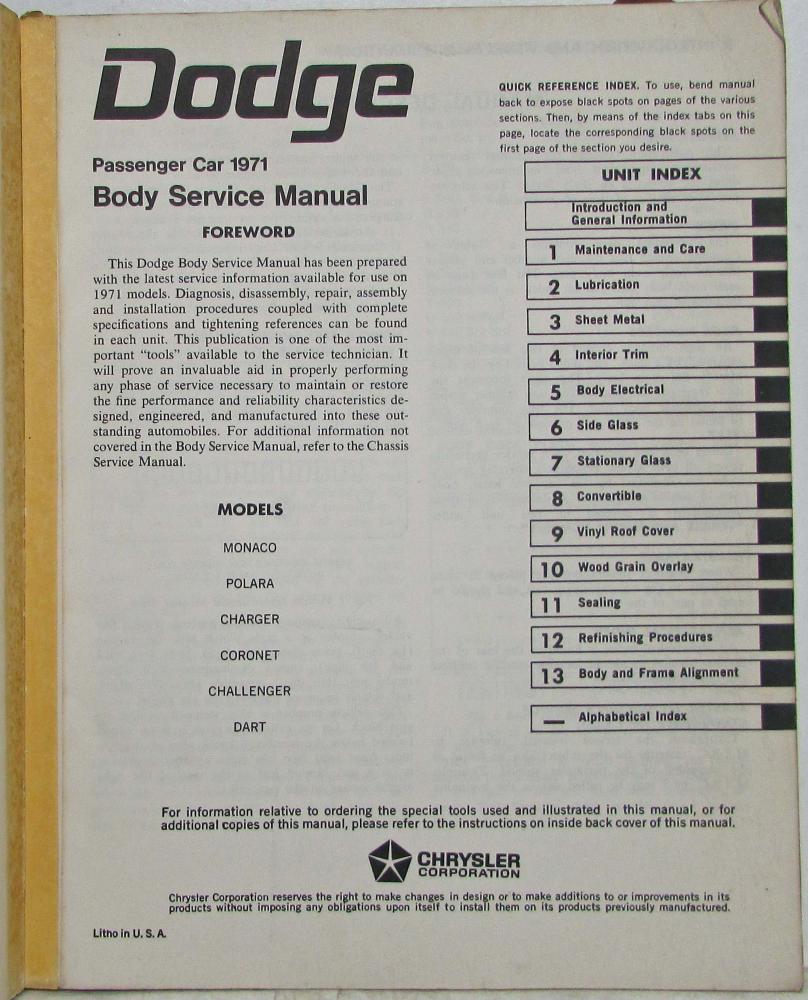 Dodge
Passenger Car 1971
Body Service Manual
FOREWORD
This Dodge Body Service Manual has been prepared
with the latest service information available for use on
1971 models. Diagnosis, disassembly, repair, assembly
and installation procedures coupled with complete
specifications and tightening references can be found
in each unit. This publication is one of the most im-
portant “tools” available to the service technician. It
will prove an invaluable aid in properly performing
any phase of service necessary to maintain or restore
the fine performance and reliability characteristics de-
signed, engineered, and manufactured into these out-
standing automobiles. For additional information not
covered in the Body Service Manual, refer to the Chassis
Service Manual.
MODELS
MONACO
POLARA
CHARGER
CORONET
CHALLENGER
DART
QUICK REFERENCE INDEX. To use, bend manual
back to expose black spots on pages of the various
sections. Then, by means of the index tabs on this
page, locate the corresponding black spots on the
first page of the section you desire.
UNIT INDEX
Introduction and
General Information
1 Maintenance and Care
2 Lubrication
3 Sheet Metal
4 Interior Trim
5 Body Electrical
6 Side Glass
7 Stationary Glass
8 Convertible
9 Vinyl Roof Cover
10 Wood Grain Overlay
11 Sealing
12 Refinishing Procedures
13 Body and Frame Alignment
— Alphabetical Index
For information relative to ordering the special tools used and illustrated in this manual, or for
additional copies of this manual, please refer to the instructions on inside back cover of this manual.
CHRYSLER
CORPORATION
Chrysler Corporation reserves the right to make changes in design or to make additions to or improvements in its
products without imposing any obligations upon itself to install them on its products previously manufactured.
Litho in U. S. A.